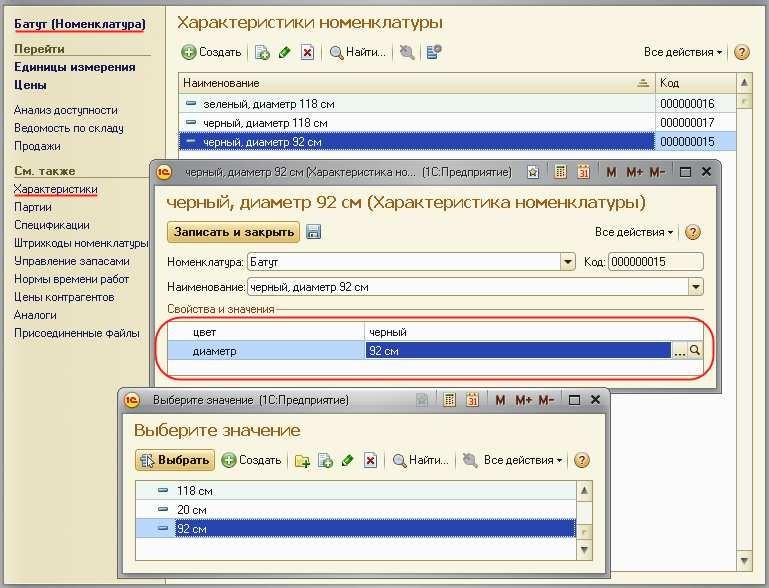 Батут (Номенклатура)
Перейти
Единицы измерения
Цены
Анализ доступности
Ведомость по складу
Продажи
См. также
Характеристики
Партии
Спецификации
Штрихкоды номенклатуры
Управление запасами
Нормы времени работ
Цены контрагентов
Аналоги
Присоединенные файлы
Характеристики номенклатуры
Создать Найти... Все действия
Наименование Код
зеленый, диаметр 118 см 000000016
черный, диаметр 118 см 000000017
черный, диаметр 92 см 000000015
черный, диаметр 92 см (Характеристика но... (1С:Предприятие) 31 M M+ M-
черный, диаметр 92 см (Характеристика номенклатуры)
Записать и закрыть Все действия
Номенклатура: Батут Код: 000000015
Наименование: черный, диаметр 92 см
Свойства и значения
цвет черный
диаметр 92 см ...
Выберите значение (1С:Предприятие) 31 M M+ M-
Выберите значение
Выбрать Создать Найти... Все действия
118 см
20 см
92 см